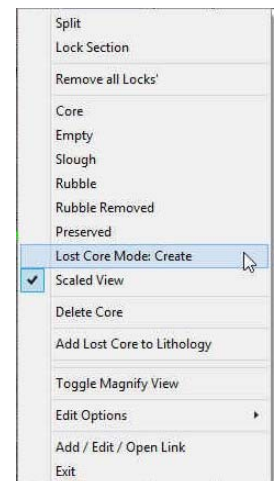 Split
Lock Section
Remove all Locks'
Core
Empty
Slough
Rubble
Rubble Removed
Preserved
Lost Core Mode: Create
Scaled View
Delete Core
Add Lost Core to Lithology
Toggle Magnify View
Edit Options
Add / Edit / Open Link
Exit